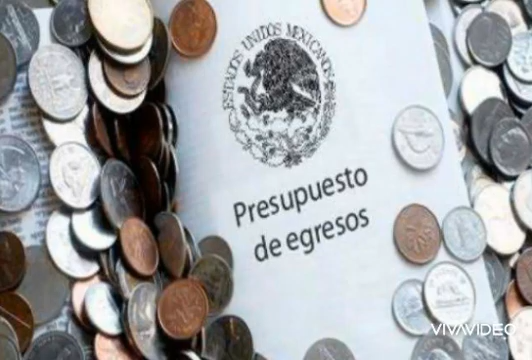 ESTADOS UNIDOS MEXICANOS
Presupuesto
de egresos
VIVAVIDEO